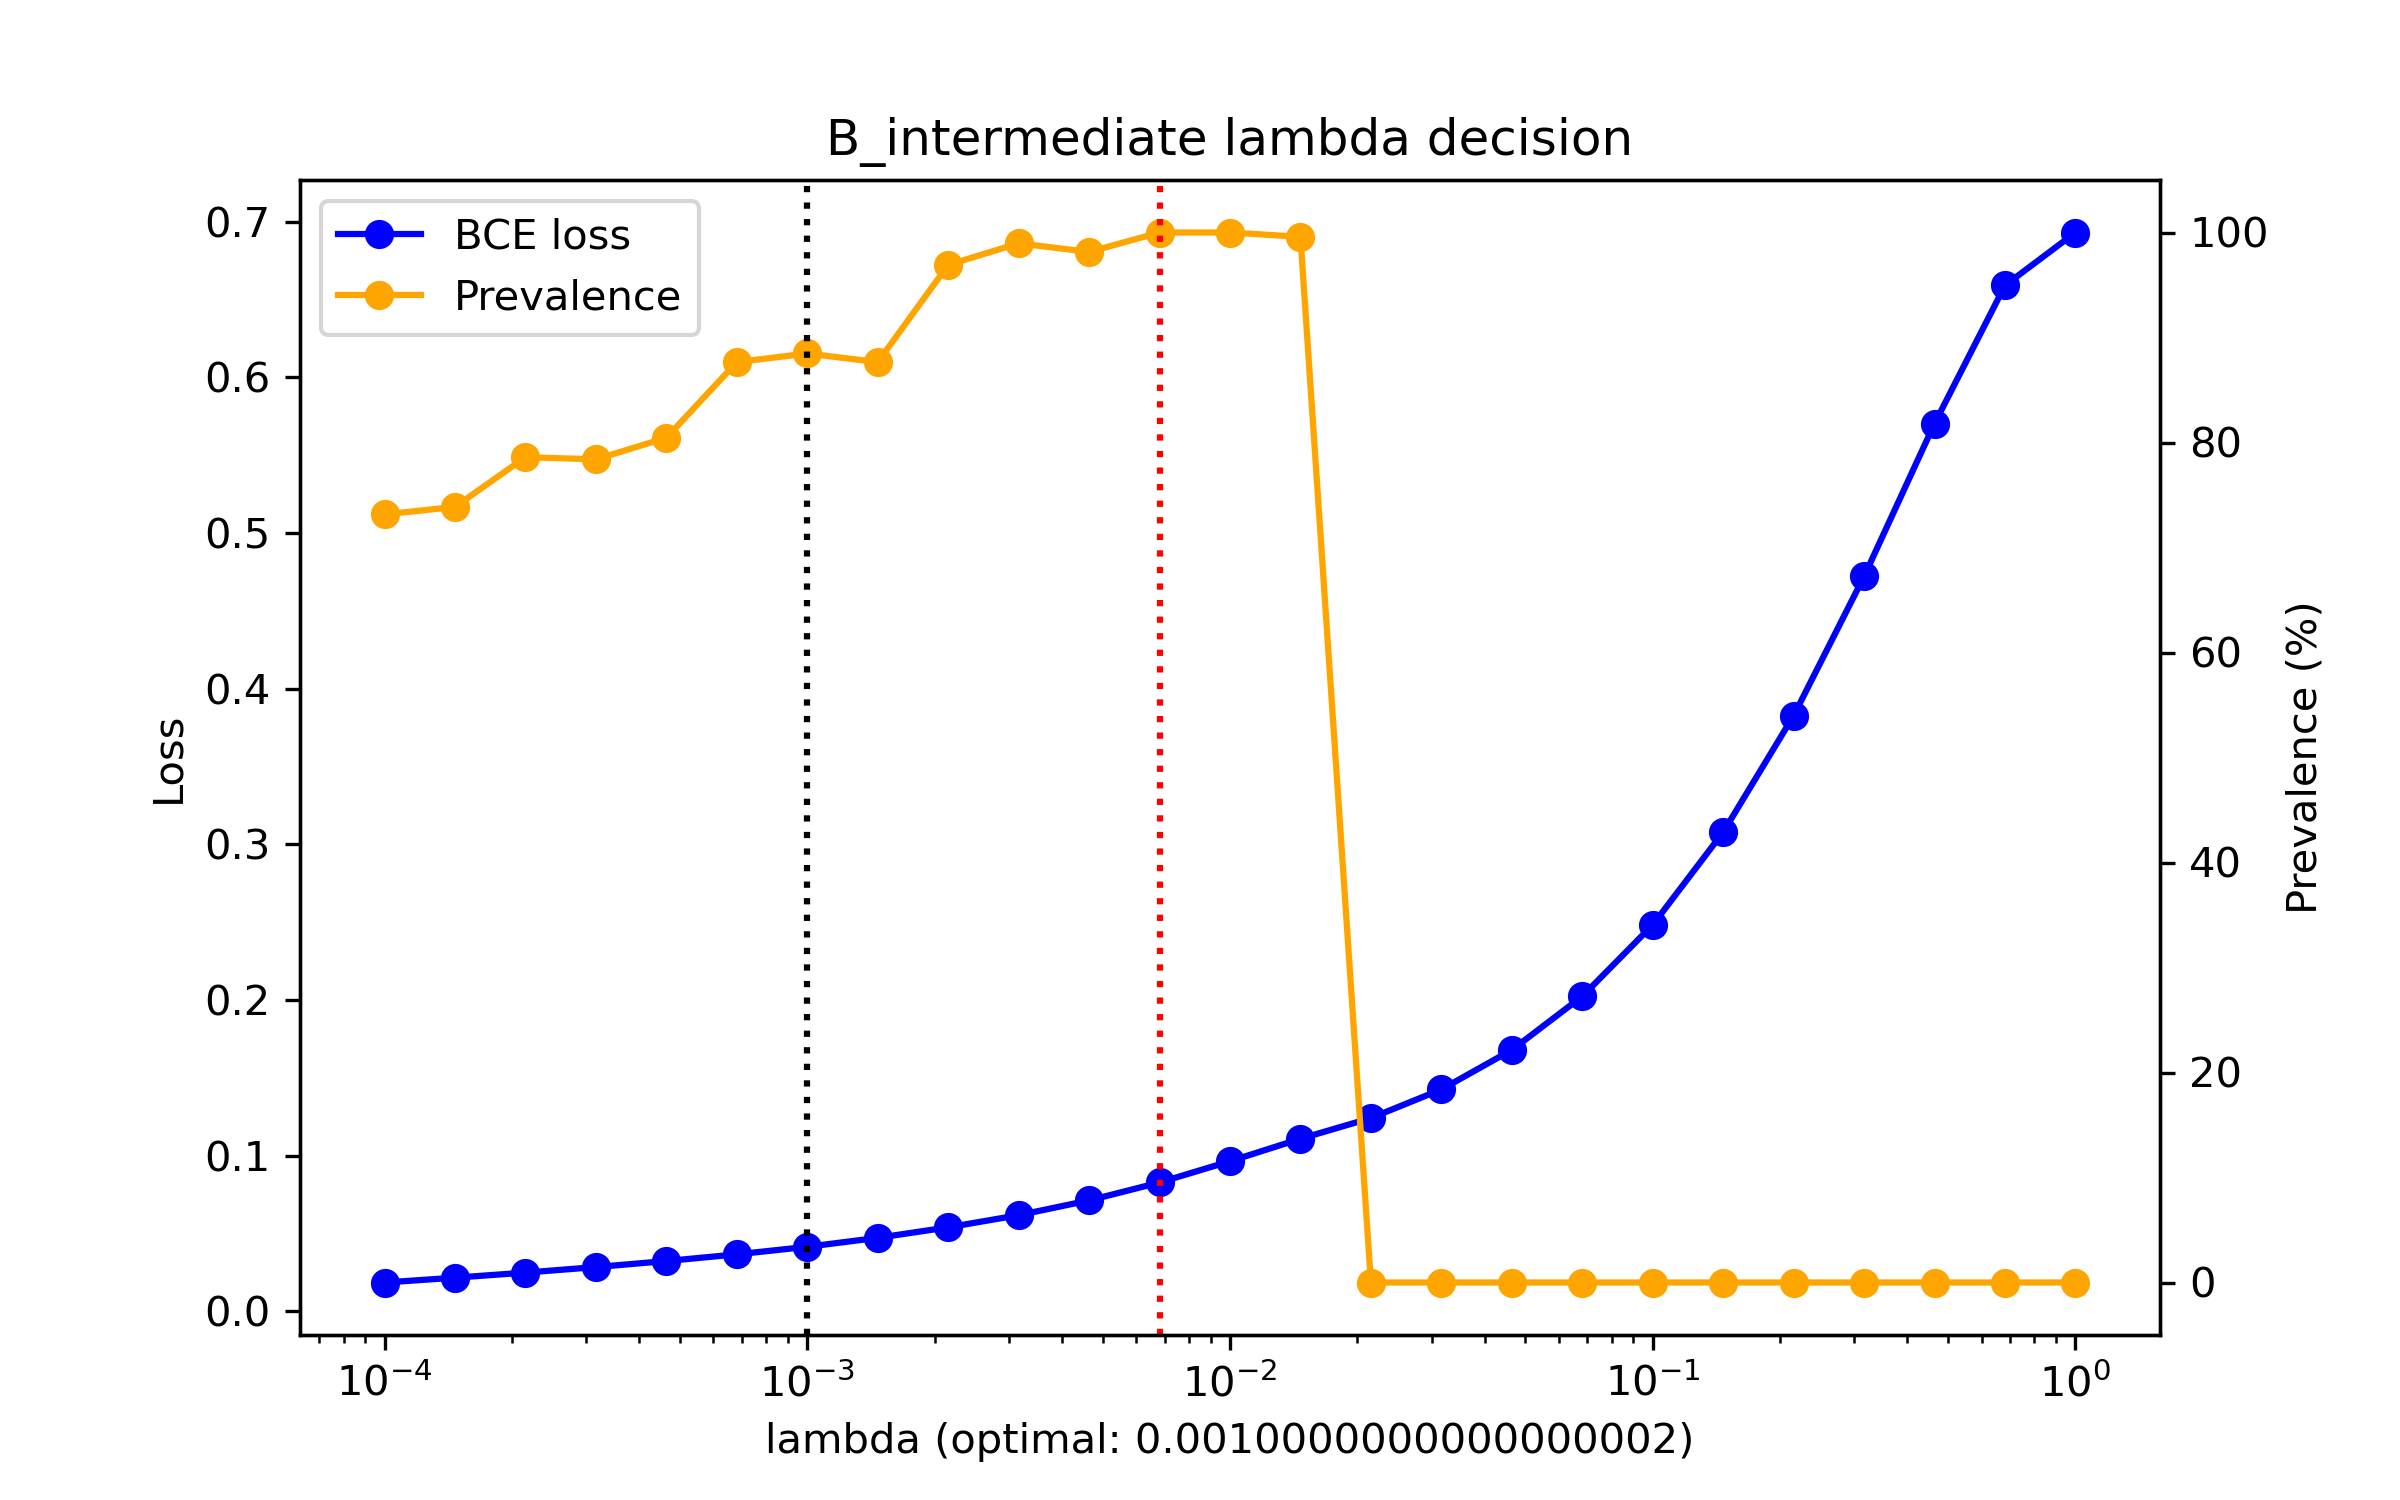 B_intermediate lambda decision
BCE loss
Prevalence
0.7
0.6
0.5
0.4
0.3
0.2
0.1
0.0
Loss
100
80
60
40
20
0
Prevalence (%)
10⁻⁴ 10⁻³ 10⁻² 10⁻¹ 10⁰
lambda (optimal: 0.0010000000000000002)